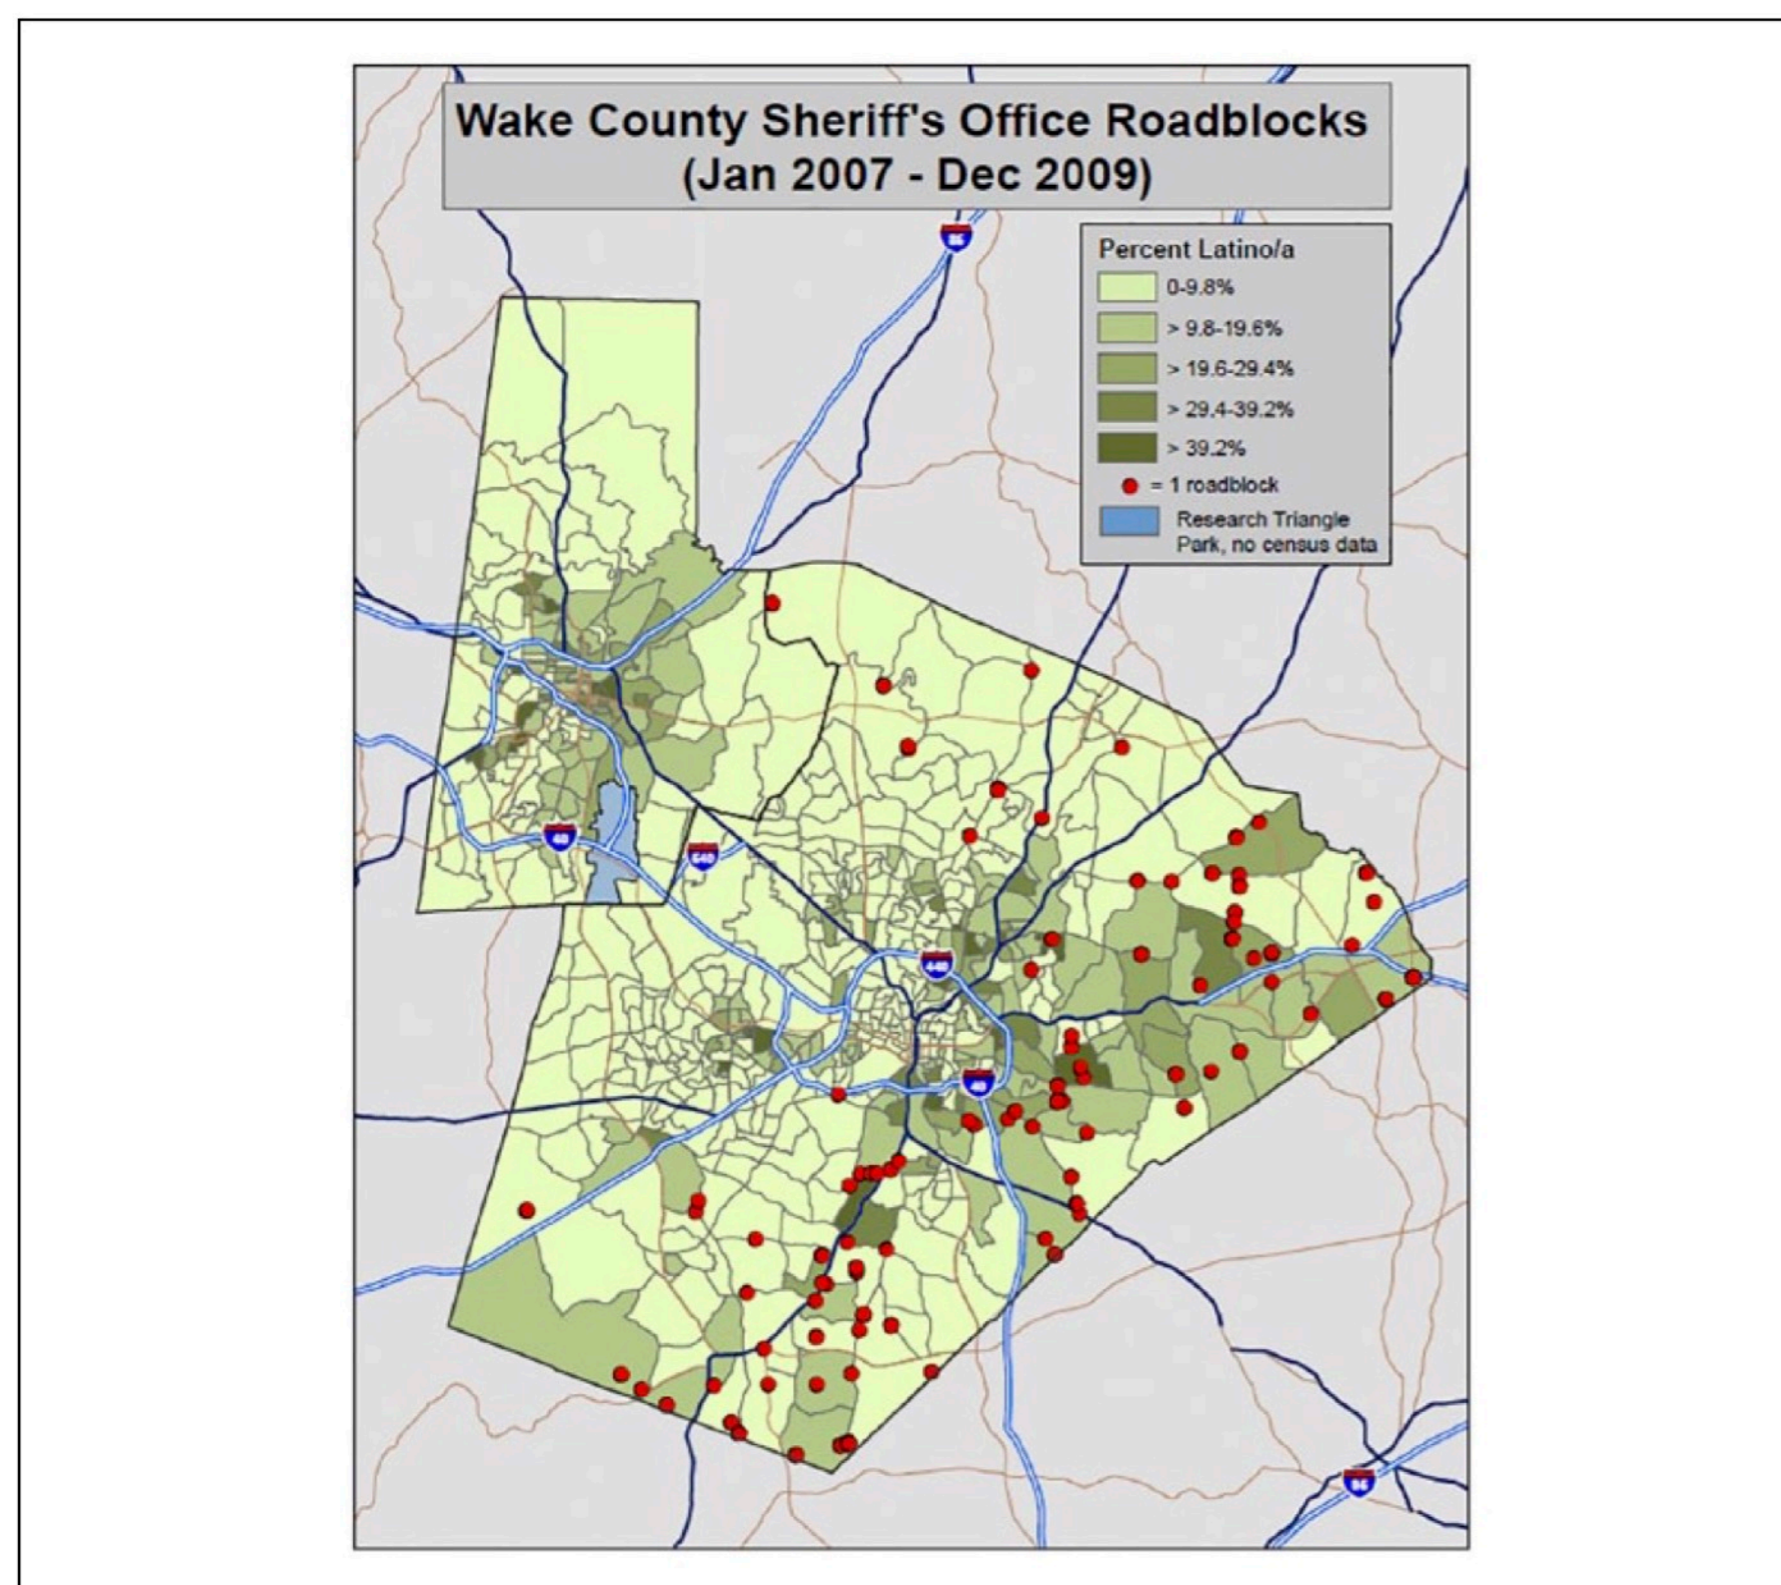 Wake County Sheriff's Office Roadblocks
(Jan 2007 - Dec 2009)
85
Percent Latino/a
0-9.8%
> 9.8-19.6%
> 19.6-29.4%
> 29.4-39.2%
> 39.2%
= 1 roadblock
Research Triangle
Park, no census data
40
540
440
40